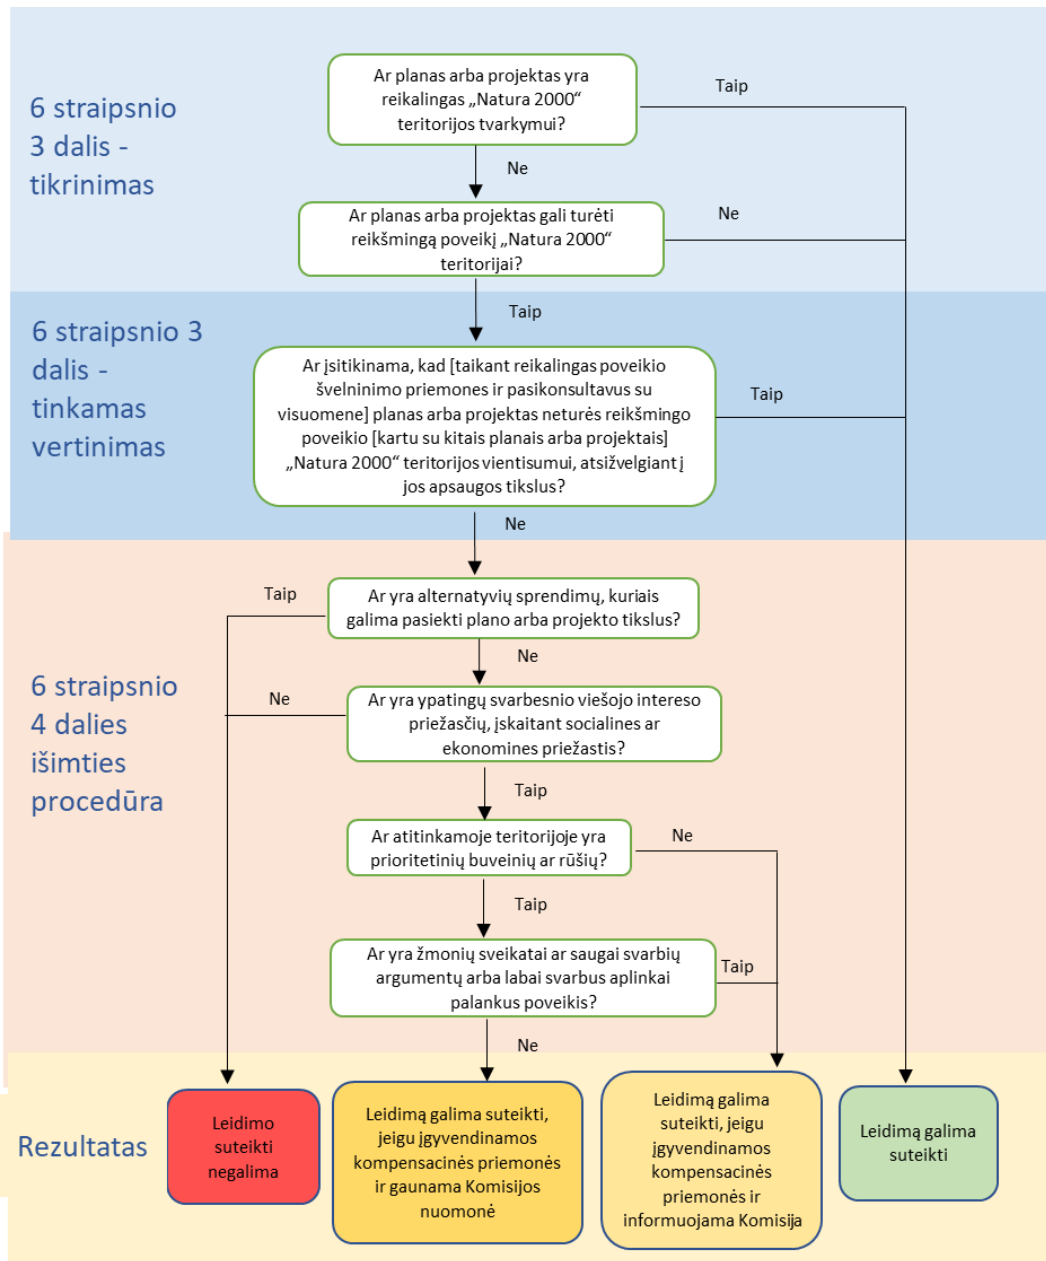 6 straipsnio
3 dalis -
tikrinimas
Ar planas arba projektas yra
reikalingas „Natura 2000“
teritorijos tvarkymui?
Taip
Ne
Ar planas arba projektas gali turėti
reikšmingą poveikį „Natura 2000“
teritorijai?
Ne
Taip
6 straipsnio 3
dalis -
tinkamas
vertinimas
Ar įsitikinama, kad [taikant reikalingas poveikio
švelninimo priemones ir pasikonsultavus su
visuomene] planas arba projektas neturės reikšmingo
poveikio [kartu su kitais planais arba projektais]
„Natura 2000“ teritorijos vientisumui, atsižvelgiant į
jos apsaugos tikslus?
Taip
Ne
6 straipsnio
4 dalies
išimties
procedūra
Ar yra alternatyvių sprendimų, kuriais
galima pasiekti plano arba projekto tikslus?
Taip
Ne
Ar yra ypatingų svarbesnio viešojo intereso
priežasčių, įskaitant socialines ar
ekonomines priežastis?
Ne
Taip
Ar atitinkamoje teritorijoje yra
prioritetinių buveinių ar rūšių?
Ne
Taip
Ar yra žmonių sveikatai ar saugai svarbių
argumentų arba labai svarbus aplinkai
palankus poveikis?
Taip
Ne
Rezultatas
Leidimo
suteikti
negalima
Leidimą galima suteikti,
jeigu įgyvendinamos
kompensacinės priemonės
ir gaunama Komisijos
nuomonė
Leidimą galima
suteikti, jeigu
įgyvendinamos
kompensacinės
priemonės ir
informuojama Komisija
Leidimą galima
suteikti